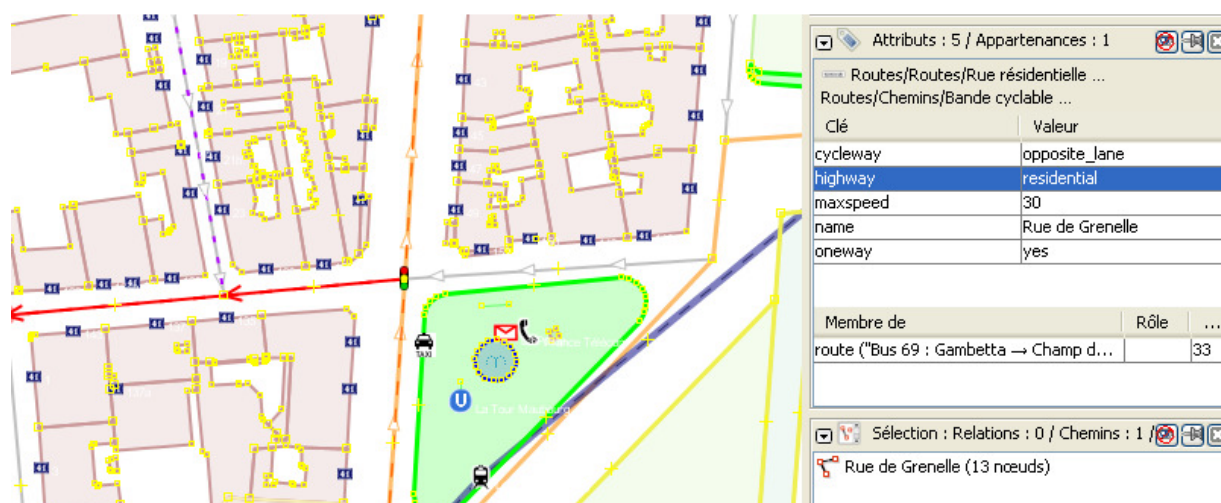 Attributs : 5 / Appartenances : 1
Routes/Routes/Rue résidentielle ...
Routes/Chemins/Bande cyclable ...
Clé Valeur
cycleway opposite_lane
highway residential
maxspeed 30
name Rue de Grenelle
oneway yes
Membre de Rôle ...
route ("Bus 69 : Gambetta → Champ d... 33
Sélection : Relations : 0 / Chemins : 1 /
Rue de Grenelle (13 nœuds)
TAXI
U
La Tour Maubourg